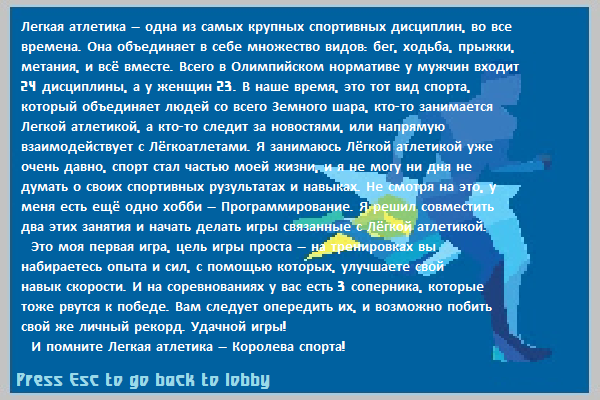 Легкая атлетика – одна из самых крупных спортивных дисциплин, во все
времена. Она объединяет в себе множество видов: бег, ходьба, прыжки,
метания, и всё вместе. Всего в Олимпийском нормативе у мужчин входит
24 дисциплины, а у женщин 23. В наше время, это тот вид спорта,
который объединяет людей со всего Земного шара, кто-то занимается
Легкой атлетикой, а кто-то следит за новостями, или напрямую
взаимодействует с Лёгкоатлетами. Я занимаюсь Лёгкой атлетикой уже
очень давно, спорт стал частью моей жизни, и я не могу ни дня не
думать о своих спортивных рузультатах и навыках. Не смотря на это, у
меня есть ещё одно хобби – Программирование. Я решил совместить
два этих занятия и начать делать игры связанные с Лёгкой атлетикой.
Это моя первая игра, цель игры проста – на тренировках вы
набираетесь опыта и сил, с помощью которых, улучшаете свой
навык скорости. И на соревнованиях у вас есть 3 соперника, которые
тоже рвутся к победе. Вам следует опередить их, и возможно побить
свой же личный рекорд. Удачной игры!
И помните Легкая атлетика – Королева спорта!
Press Esc to go back to lobby